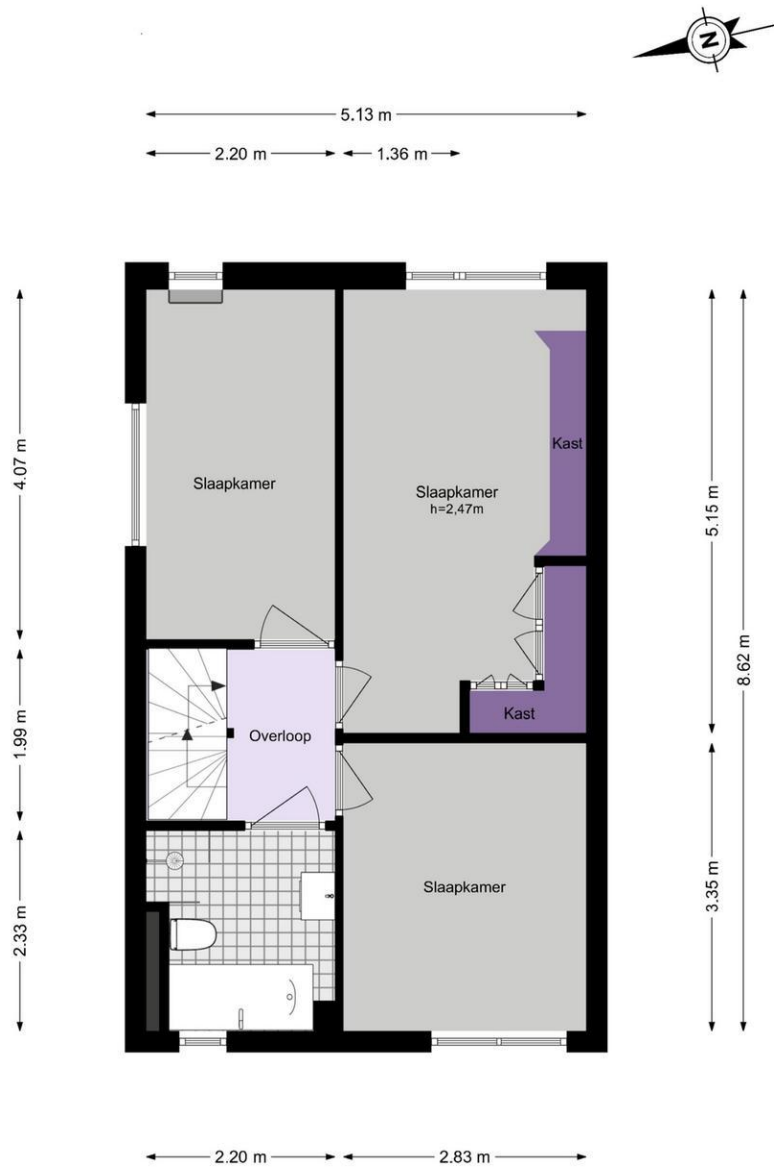 N
5.13 m
2.20 m
1.36 m
4.07 m
Slaapkamer
Slaapkamer
h=2,47m
Kast
5.15 m
8.62 m
1.99 m
Overloop
Kast
2.33 m
Slaapkamer
3.35 m
2.20 m
2.83 m